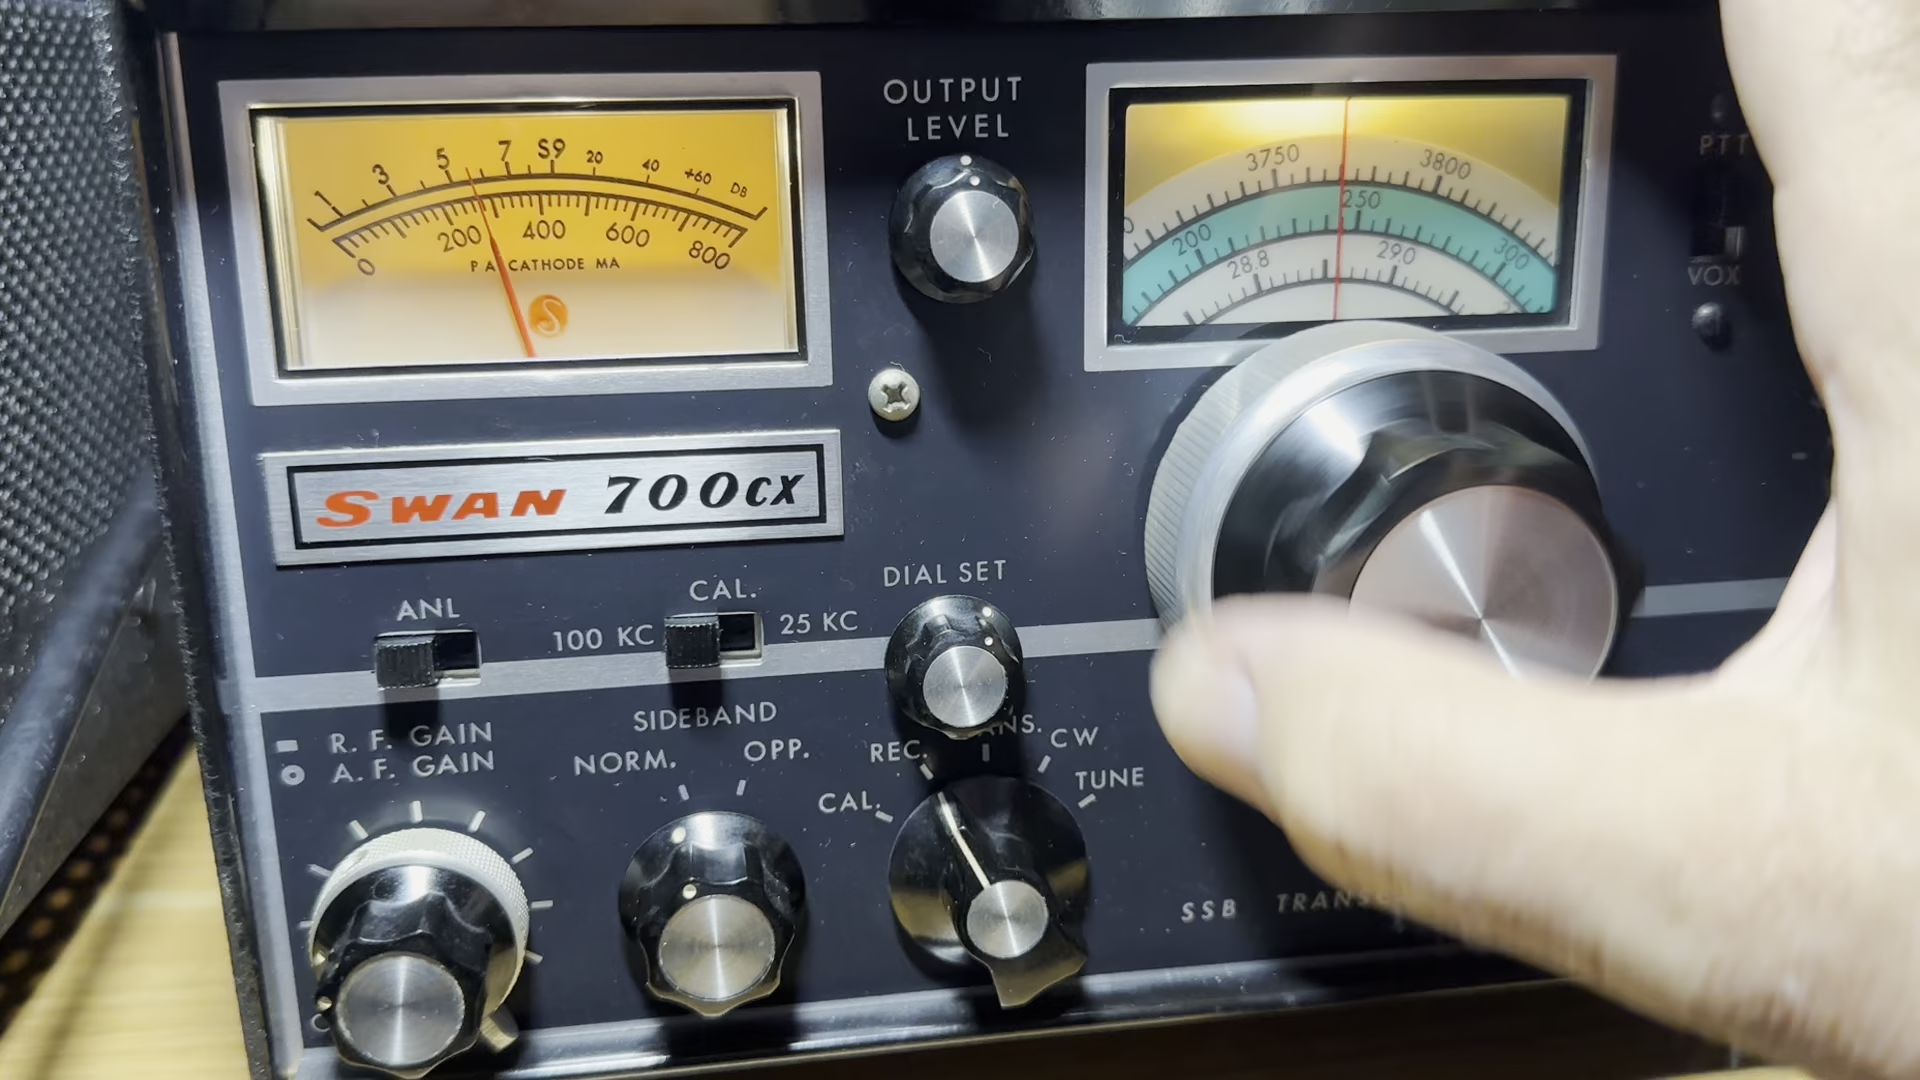 OUTPUT
LEVEL
1 3 5 7 S9 20 40 +60 DB
0 200 400 600 800
PA CATHODE MA
S
3750 3800
200 250 300
28.8 29.0
PTT
VOX
SWAN 700CX
ANL
CAL.
100 KC 25 KC
DIAL SET
R. F. GAIN
A. F. GAIN
SIDEBAND
NORM. OPP.
CAL. REC. CW TUNE
SSB